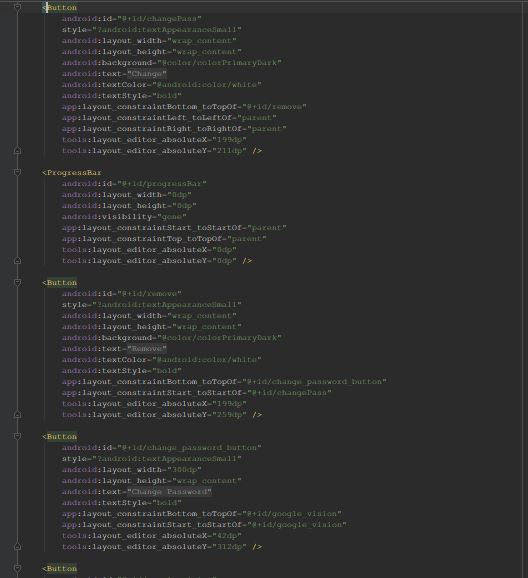 <Button
android:id="@+id/changePass"
style="?android:textAppearanceSmall"
android:layout_width="wrap_content"
android:layout_height="wrap_content"
android:background="@color/colorPrimaryDark"
android:text="Change"
android:textColor="@android:color/white"
android:textStyle="bold"
app:layout_constraintBottom_toTopOf="@+id/remove"
app:layout_constraintLeft_toLeftOf="parent"
app:layout_constraintRight_toRightOf="parent"
tools:layout_editor_absoluteX="199dp"
tools:layout_editor_absoluteY="211dp" />
<ProgressBar
android:id="@+id/progressBar"
android:layout_width="0dp"
android:layout_height="0dp"
android:visibility="gone"
app:layout_constraintStart_toStartOf="parent"
app:layout_constraintTop_toTopOf="parent"
tools:layout_editor_absoluteX="0dp"
tools:layout_editor_absoluteY="0dp" />
<Button
android:id="@+id/remove"
style="?android:textAppearanceSmall"
android:layout_width="wrap_content"
android:layout_height="wrap_content"
android:background="@color/colorPrimaryDark"
android:text="Remove"
android:textColor="@android:color/white"
android:textStyle="bold"
app:layout_constraintBottom_toTopOf="@+id/change_password_button"
app:layout_constraintStart_toStartOf="@+id/changePass"
tools:layout_editor_absoluteX="199dp"
tools:layout_editor_absoluteY="259dp" />
<Button
android:id="@+id/change_password_button"
style="?android:textAppearanceSmall"
android:layout_width="300dp"
android:layout_height="wrap_content"
android:text="Change Password"
android:textStyle="bold"
app:layout_constraintBottom_toTopOf="@+id/google_vision"
app:layout_constraintStart_toStartOf="@+id/google_vision"
tools:layout_editor_absoluteX="42dp"
tools:layout_editor_absoluteY="312dp" />
<Button